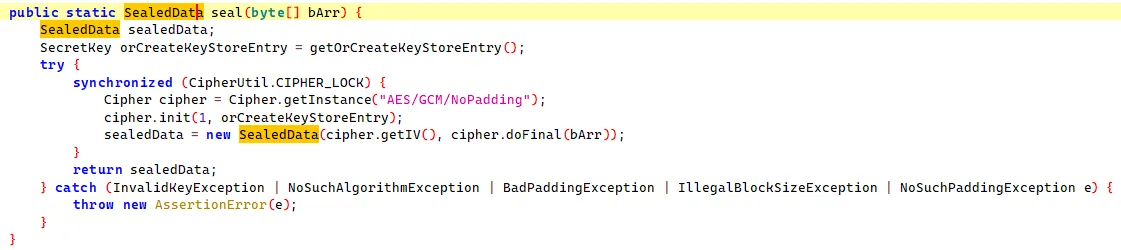 public static SealedData seal(byte[] bArr) {
    SealedData sealedData;
    SecretKey orCreateKeyStoreEntry = getOrCreateKeyStoreEntry();
    try {
        synchronized (CipherUtil.CIPHER_LOCK) {
            Cipher cipher = Cipher.getInstance("AES/GCM/NoPadding");
            cipher.init(1, orCreateKeyStoreEntry);
            sealedData = new SealedData(cipher.getIV(), cipher.doFinal(bArr));
        }
        return sealedData;
    } catch (InvalidKeyException | NoSuchAlgorithmException | BadPaddingException | IllegalBlockSizeException | NoSuchPaddingException e) {
        throw new AssertionError(e);
    }
}